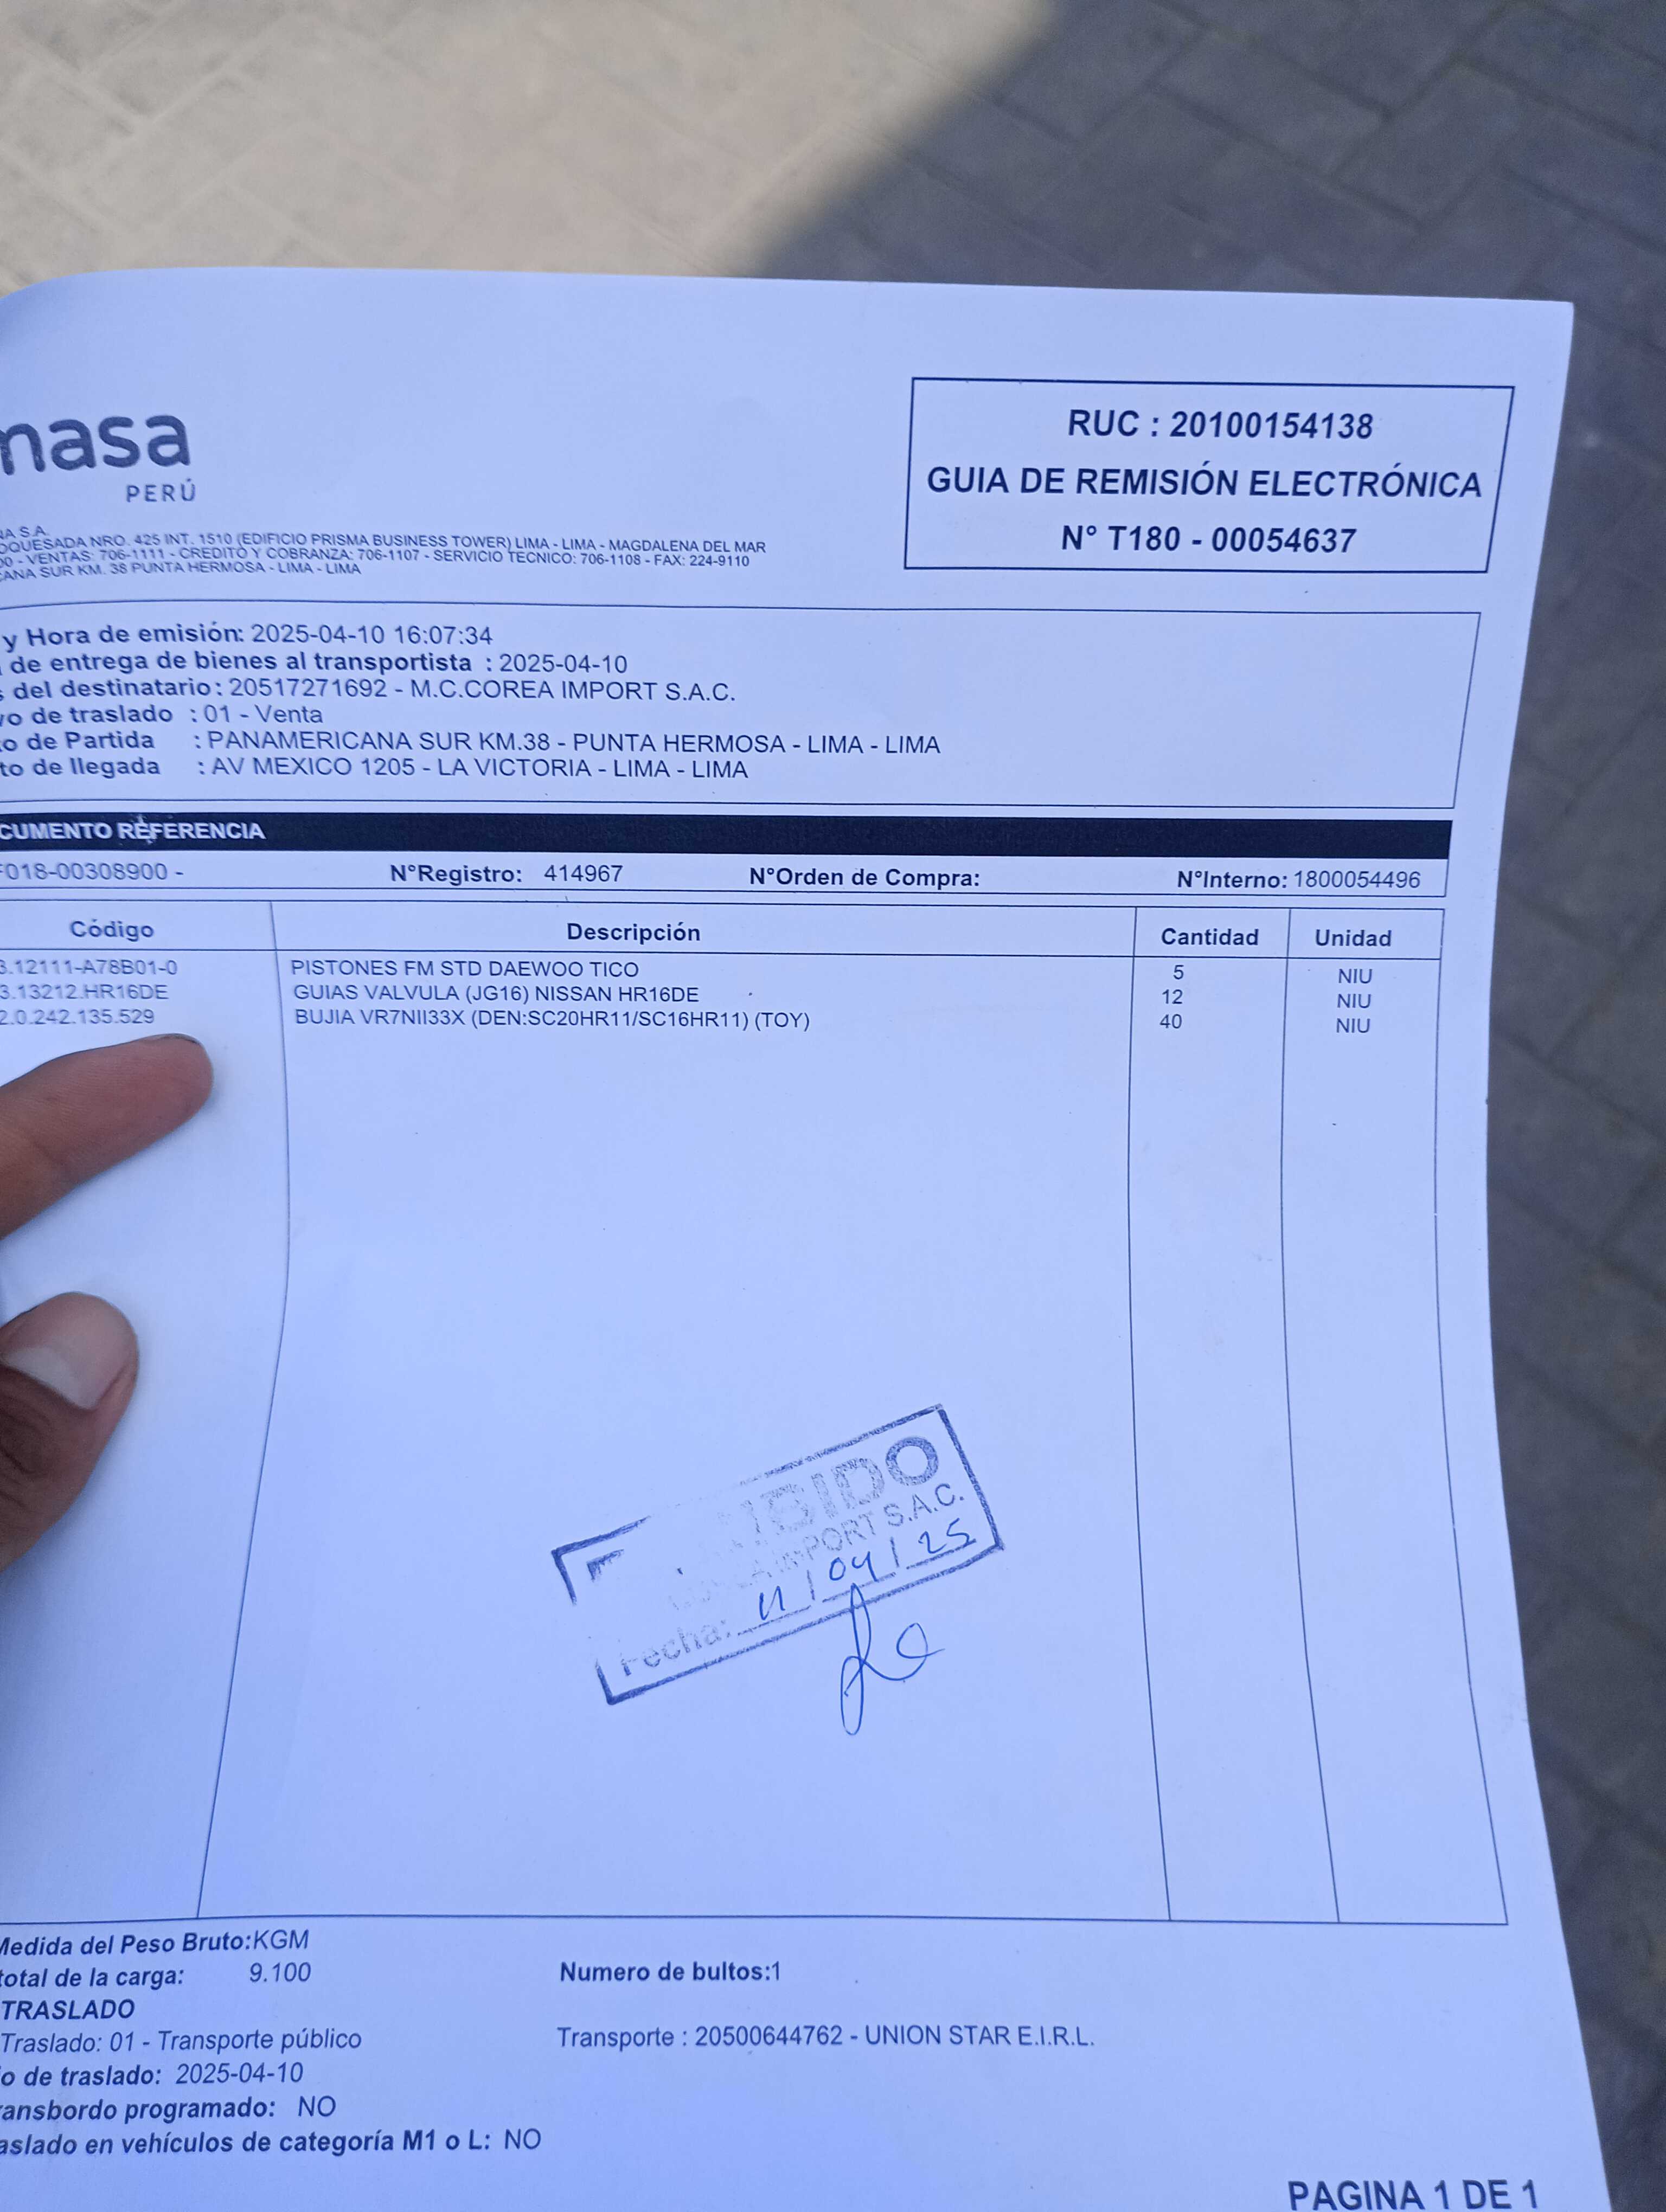 nasa
PERÚ
RUC : 20100154138
GUIA DE REMISIÓN ELECTRÓNICA
N° T180 - 00054637
S.A.
OQUESADA NRO. 425 INT. 1510 (EDIFICIO PRISMA BUSINESS TOWER) LIMA - LIMA - MAGDALENA DEL MAR
00 - VENTAS: 706-1111 - CREDITO Y COBRANZA: 706-1107 - SERVICIO TECNICO: 706-1108 - FAX: 224-9110
CANA SUR KM. 38 PUNTA HERMOSA - LIMA - LIMA
y Hora de emisión: 2025-04-10 16:07:34
de entrega de bienes al transportista : 2025-04-10
s del destinatario: 20517271692 - M.C.COREA IMPORT S.A.C.
vo de traslado : 01 - Venta
to de Partida : PANAMERICANA SUR KM.38 - PUNTA HERMOSA - LIMA - LIMA
to de llegada : AV MEXICO 1205 - LA VICTORIA - LIMA - LIMA
CUMENTO REFERENCIA
F018-00308900 - N°Registro: 414967 N°Orden de Compra: N°Interno: 1800054496
Código Descripción Cantidad Unidad
3.12111-A78B01-0 PISTONES FM STD DAEWOO TICO 5 NIU
3.13212.HR16DE GUIAS VALVULA (JG16) NISSAN HR16DE 12 NIU
2.0.242.135.529 BUJIA VR7NII33X (DEN:SC20HR11/SC16HR11) (TOY) 40 NIU
IBIDO
IMPORT S.A.C.
Fecha: 11 / 04 / 25
Medida del Peso Bruto:KGM
total de la carga: 9.100 Numero de bultos:1
TRASLADO
Traslado: 01 - Transporte público Transporte : 20500644762 - UNION STAR E.I.R.L.
o de traslado: 2025-04-10
ransbordo programado: NO
aslado en vehículos de categoría M1 o L: NO
PAGINA 1 DE 1